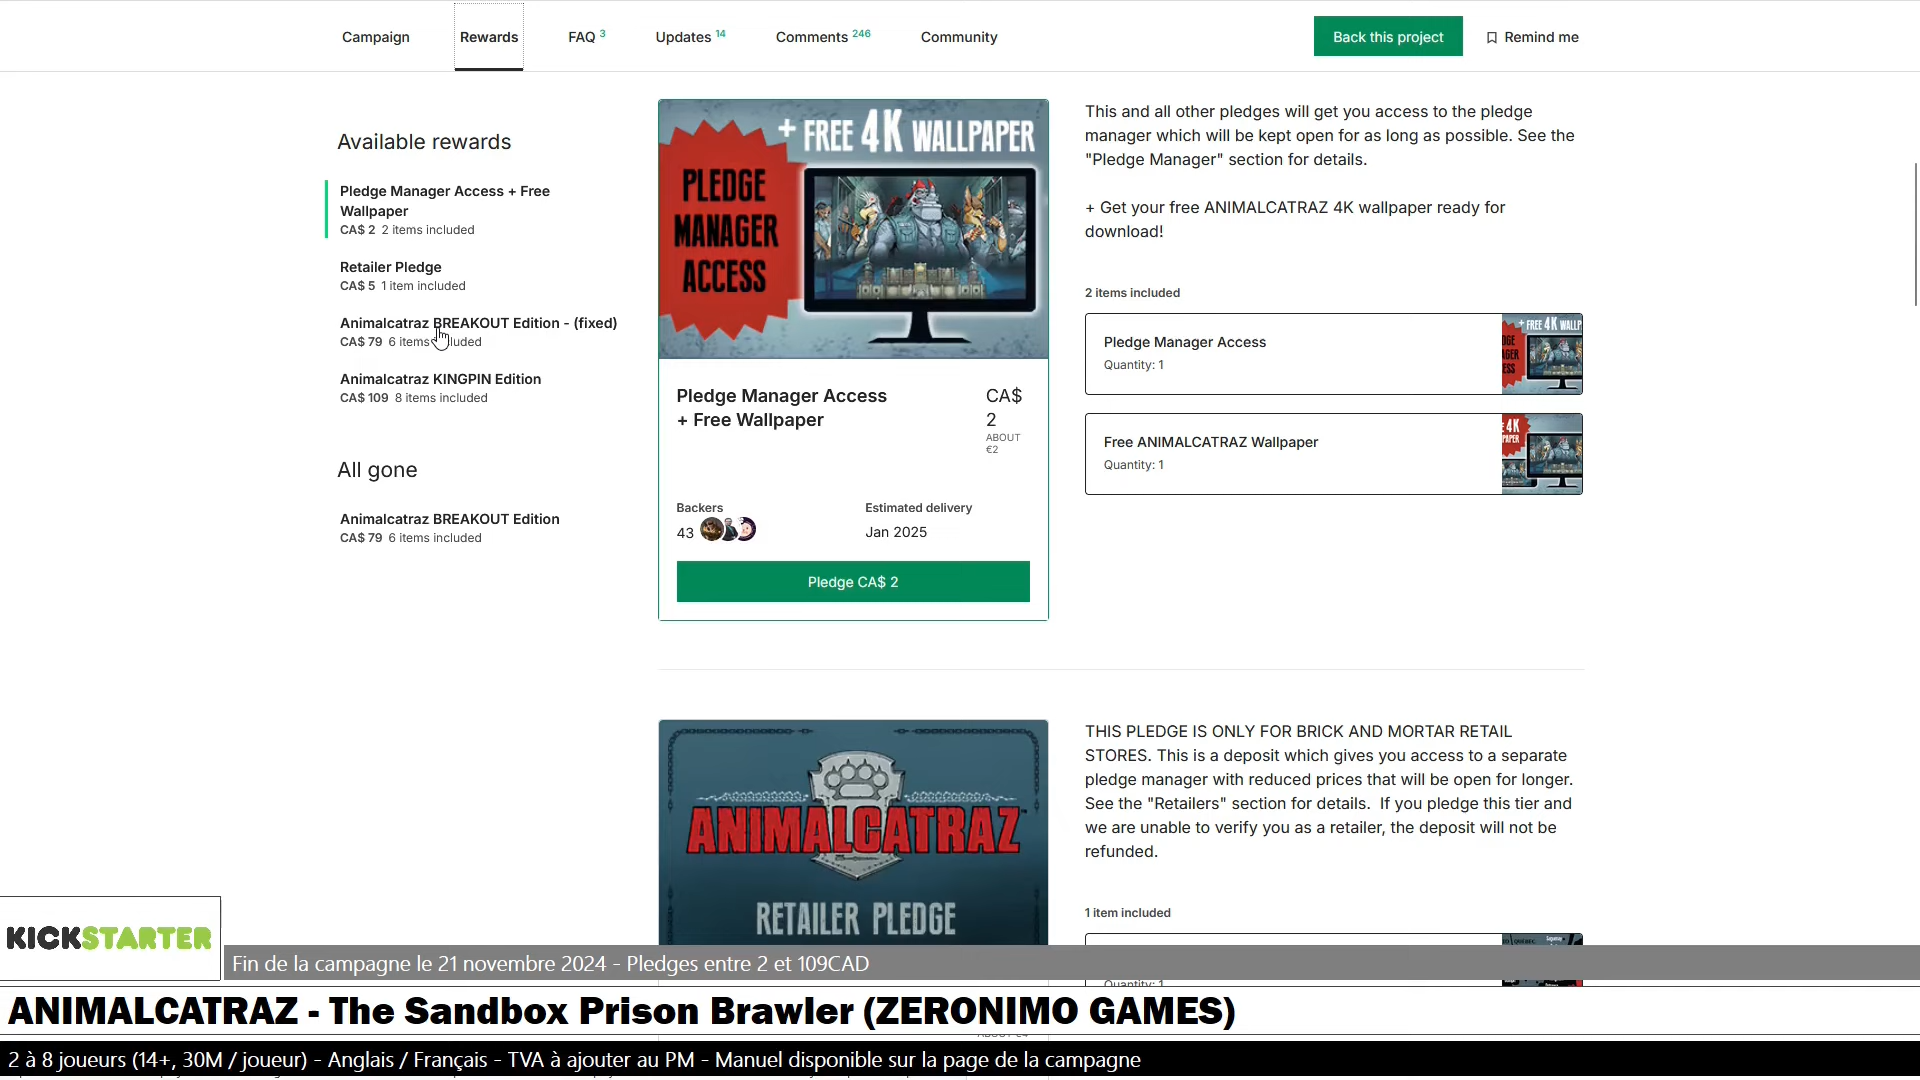 Campaign
Rewards
FAQ 3
Updates 14
Comments 246
Community
Back this project
Remind me
Available rewards
Pledge Manager Access + Free
Wallpaper
CA$ 2 2 items included
Retailer Pledge
CA$ 5 1 item included
Animalcatraz BREAKOUT Edition - (fixed)
CA$ 79 6 items included
Animalcatraz KINGPIN Edition
CA$ 109 8 items included
All gone
Animalcatraz BREAKOUT Edition
CA$ 79 6 items included
+ FREE 4K WALLPAPER
PLEDGE
MANAGER
ACCESS
Pledge Manager Access
+ Free Wallpaper
CA$
2
ABOUT
€2
Backers
43
Estimated delivery
Jan 2025
Pledge CA$ 2
This and all other pledges will get you access to the pledge
manager which will be kept open for as long as possible. See the
"Pledge Manager" section for details.
+ Get your free ANIMALCATRAZ 4K wallpaper ready for
download!
2 items included
Pledge Manager Access
Quantity: 1
Free ANIMALCATRAZ Wallpaper
Quantity: 1
ANIMALCATRAZ
RETAILER PLEDGE
THIS PLEDGE IS ONLY FOR BRICK AND MORTAR RETAIL
STORES. This is a deposit which gives you access to a separate
pledge manager with reduced prices that will be open for longer.
See the "Retailers" section for details. If you pledge this tier and
we are unable to verify you as a retailer, the deposit will not be
refunded.
1 item included
Quantity: 1
KICKSTARTER
Fin de la campagne le 21 novembre 2024 - Pledges entre 2 et 109CAD
ANIMALCATRAZ - The Sandbox Prison Brawler (ZERONIMO GAMES)
2 à 8 joueurs (14+, 30M / joueur) - Anglais / Français - TVA à ajouter au PM - Manuel disponible sur la page de la campagne